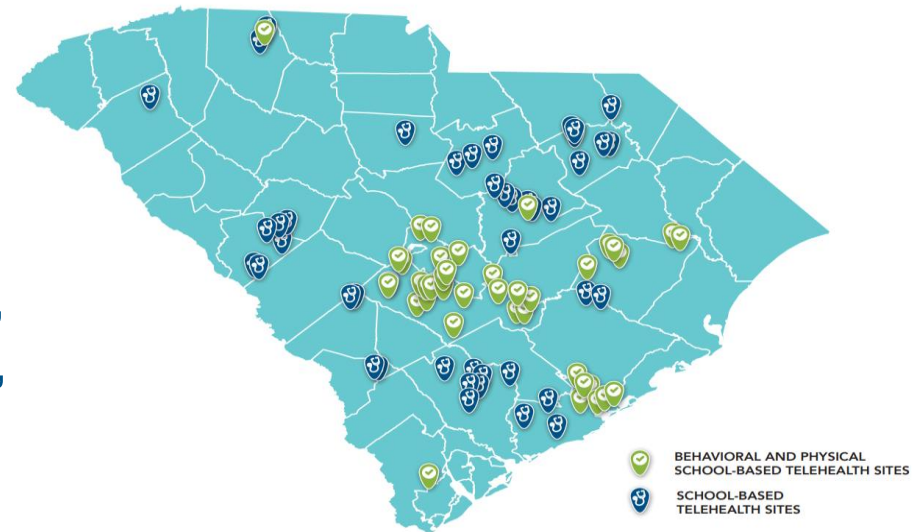 BEHAVIORAL AND PHYSICAL
SCHOOL-BASED TELEHEALTH SITES
SCHOOL-BASED
TELEHEALTH SITES